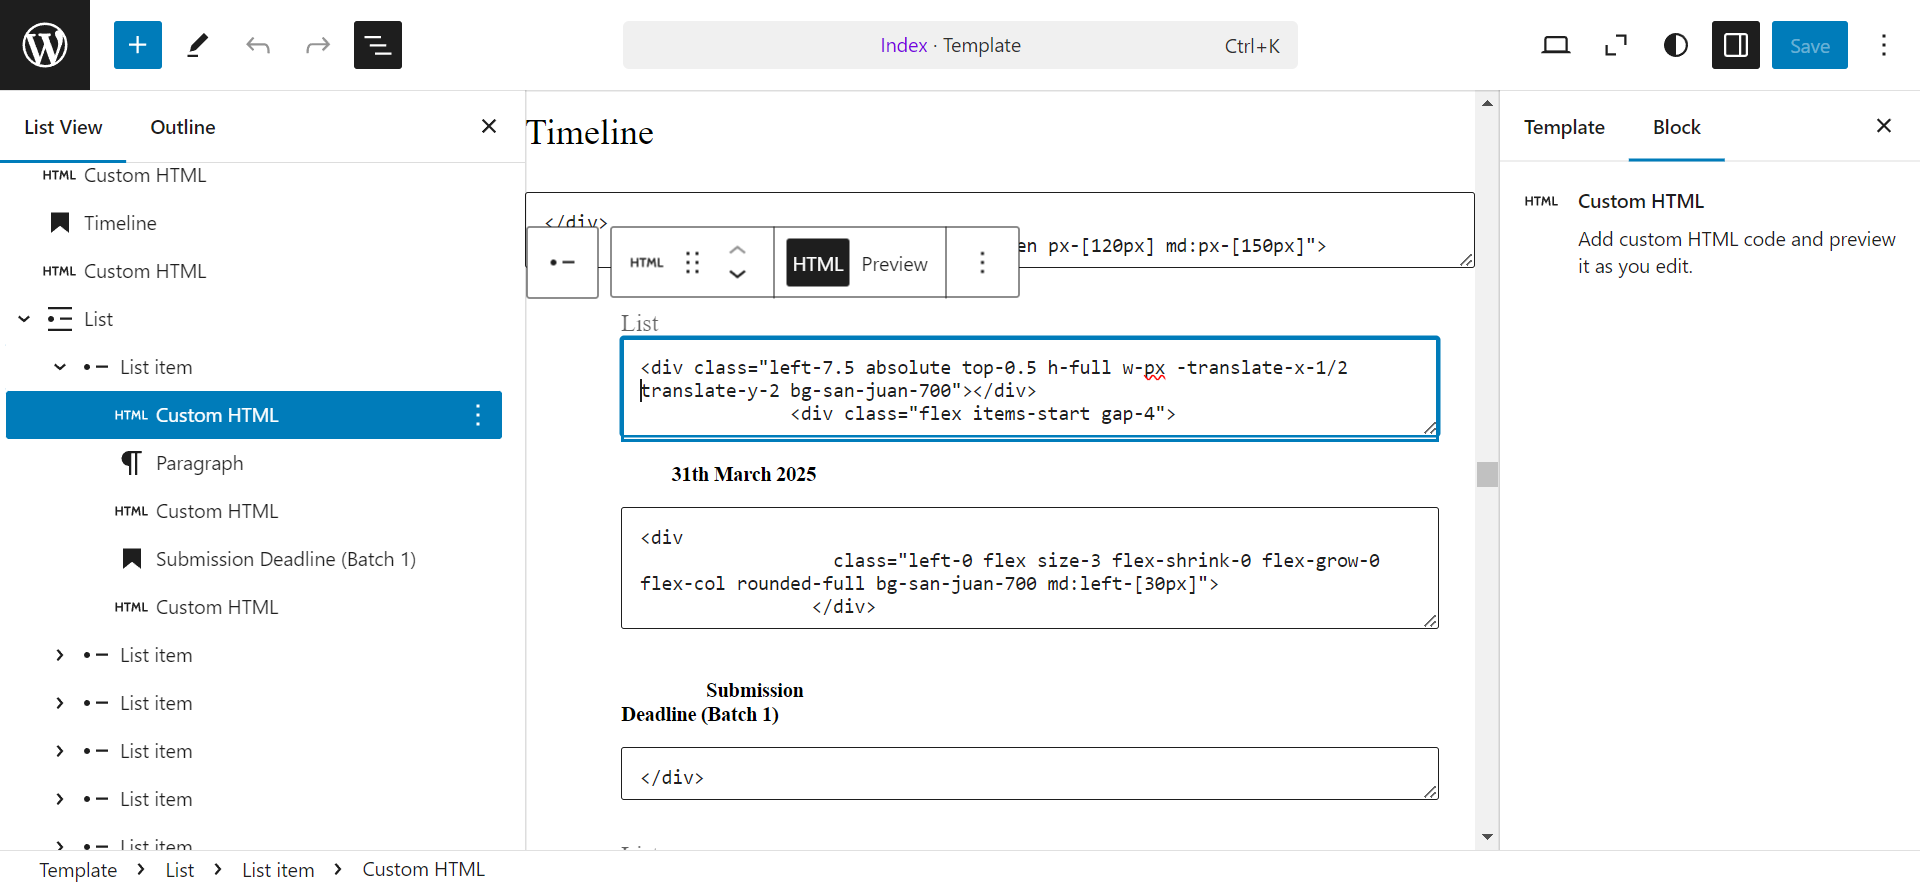 Index · Template
Ctrl+K
Save
List View
Outline
HTML Custom HTML
Timeline
HTML Custom HTML
List
List item
HTML Custom HTML
Paragraph
HTML Custom HTML
Submission Deadline (Batch 1)
HTML Custom HTML
List item
List item
List item
List item
List item
Timeline
</div>
en px-[120px] md:px-[150px]">
HTML
HTML
Preview
List
<div class="left-7.5 absolute top-0.5 h-full w-px -translate-x-1/2
translate-y-2 bg-san-juan-700"></div>
<div class="flex items-start gap-4">
31th March 2025
<div
class="left-0 flex size-3 flex-shrink-0 flex-grow-0
flex-col rounded-full bg-san-juan-700 md:left-[30px]">
</div>
Submission
Deadline (Batch 1)
</div>
Template
Block
HTML Custom HTML
Add custom HTML code and preview
it as you edit.
Template > List > List item > Custom HTML